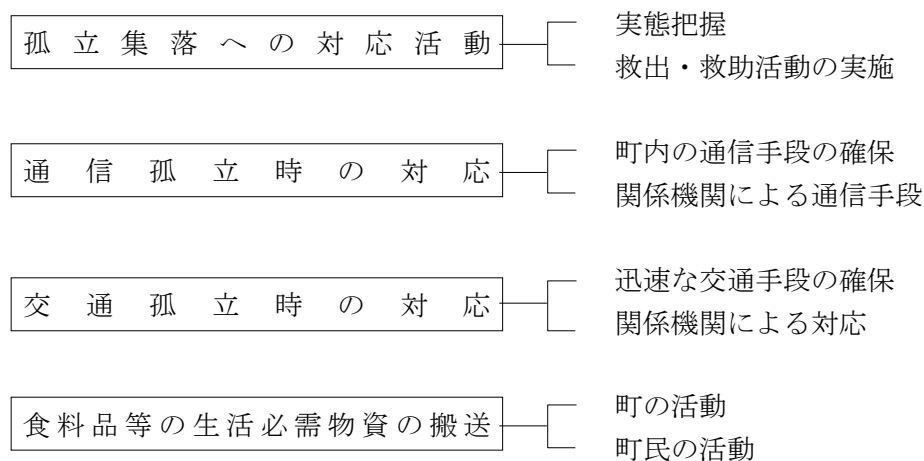 孤立集落への対応活動
実態把握
救出・救助活動の実施
通信孤立時の対応
町内の通信手段の確保
関係機関による通信手段
交通孤立時の対応
迅速な交通手段の確保
関係機関による対応
食料品等の生活必需物資の搬送
町の活動
町民の活動